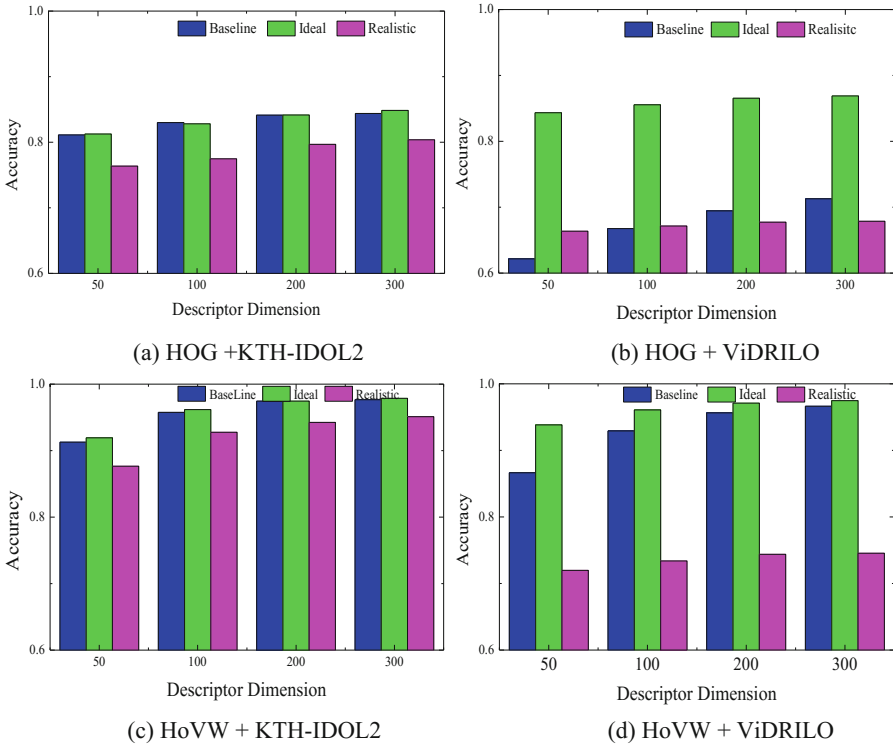 1.0
Baseline Ideal Realistic
0.8
0.6
Accuracy
50 100 200 300
Descriptor Dimension
(a) HOG +KTH-IDOL2
1.0
Baseline Ideal Realisitc
0.8
0.6
Accuracy
50 100 200 300
Descriptor Dimension
(b) HOG + ViDRILO
1.0
BaseLine Ideal Realistic
0.8
0.6
Accuracy
50 100 200 300
Descriptor Dimension
(c) HoVW + KTH-IDOL2
1.0
Baseline Ideal Realistic
0.8
0.6
Accuracy
50 100 200 300
Descriptor Dimension
(d) HoVW + ViDRILO